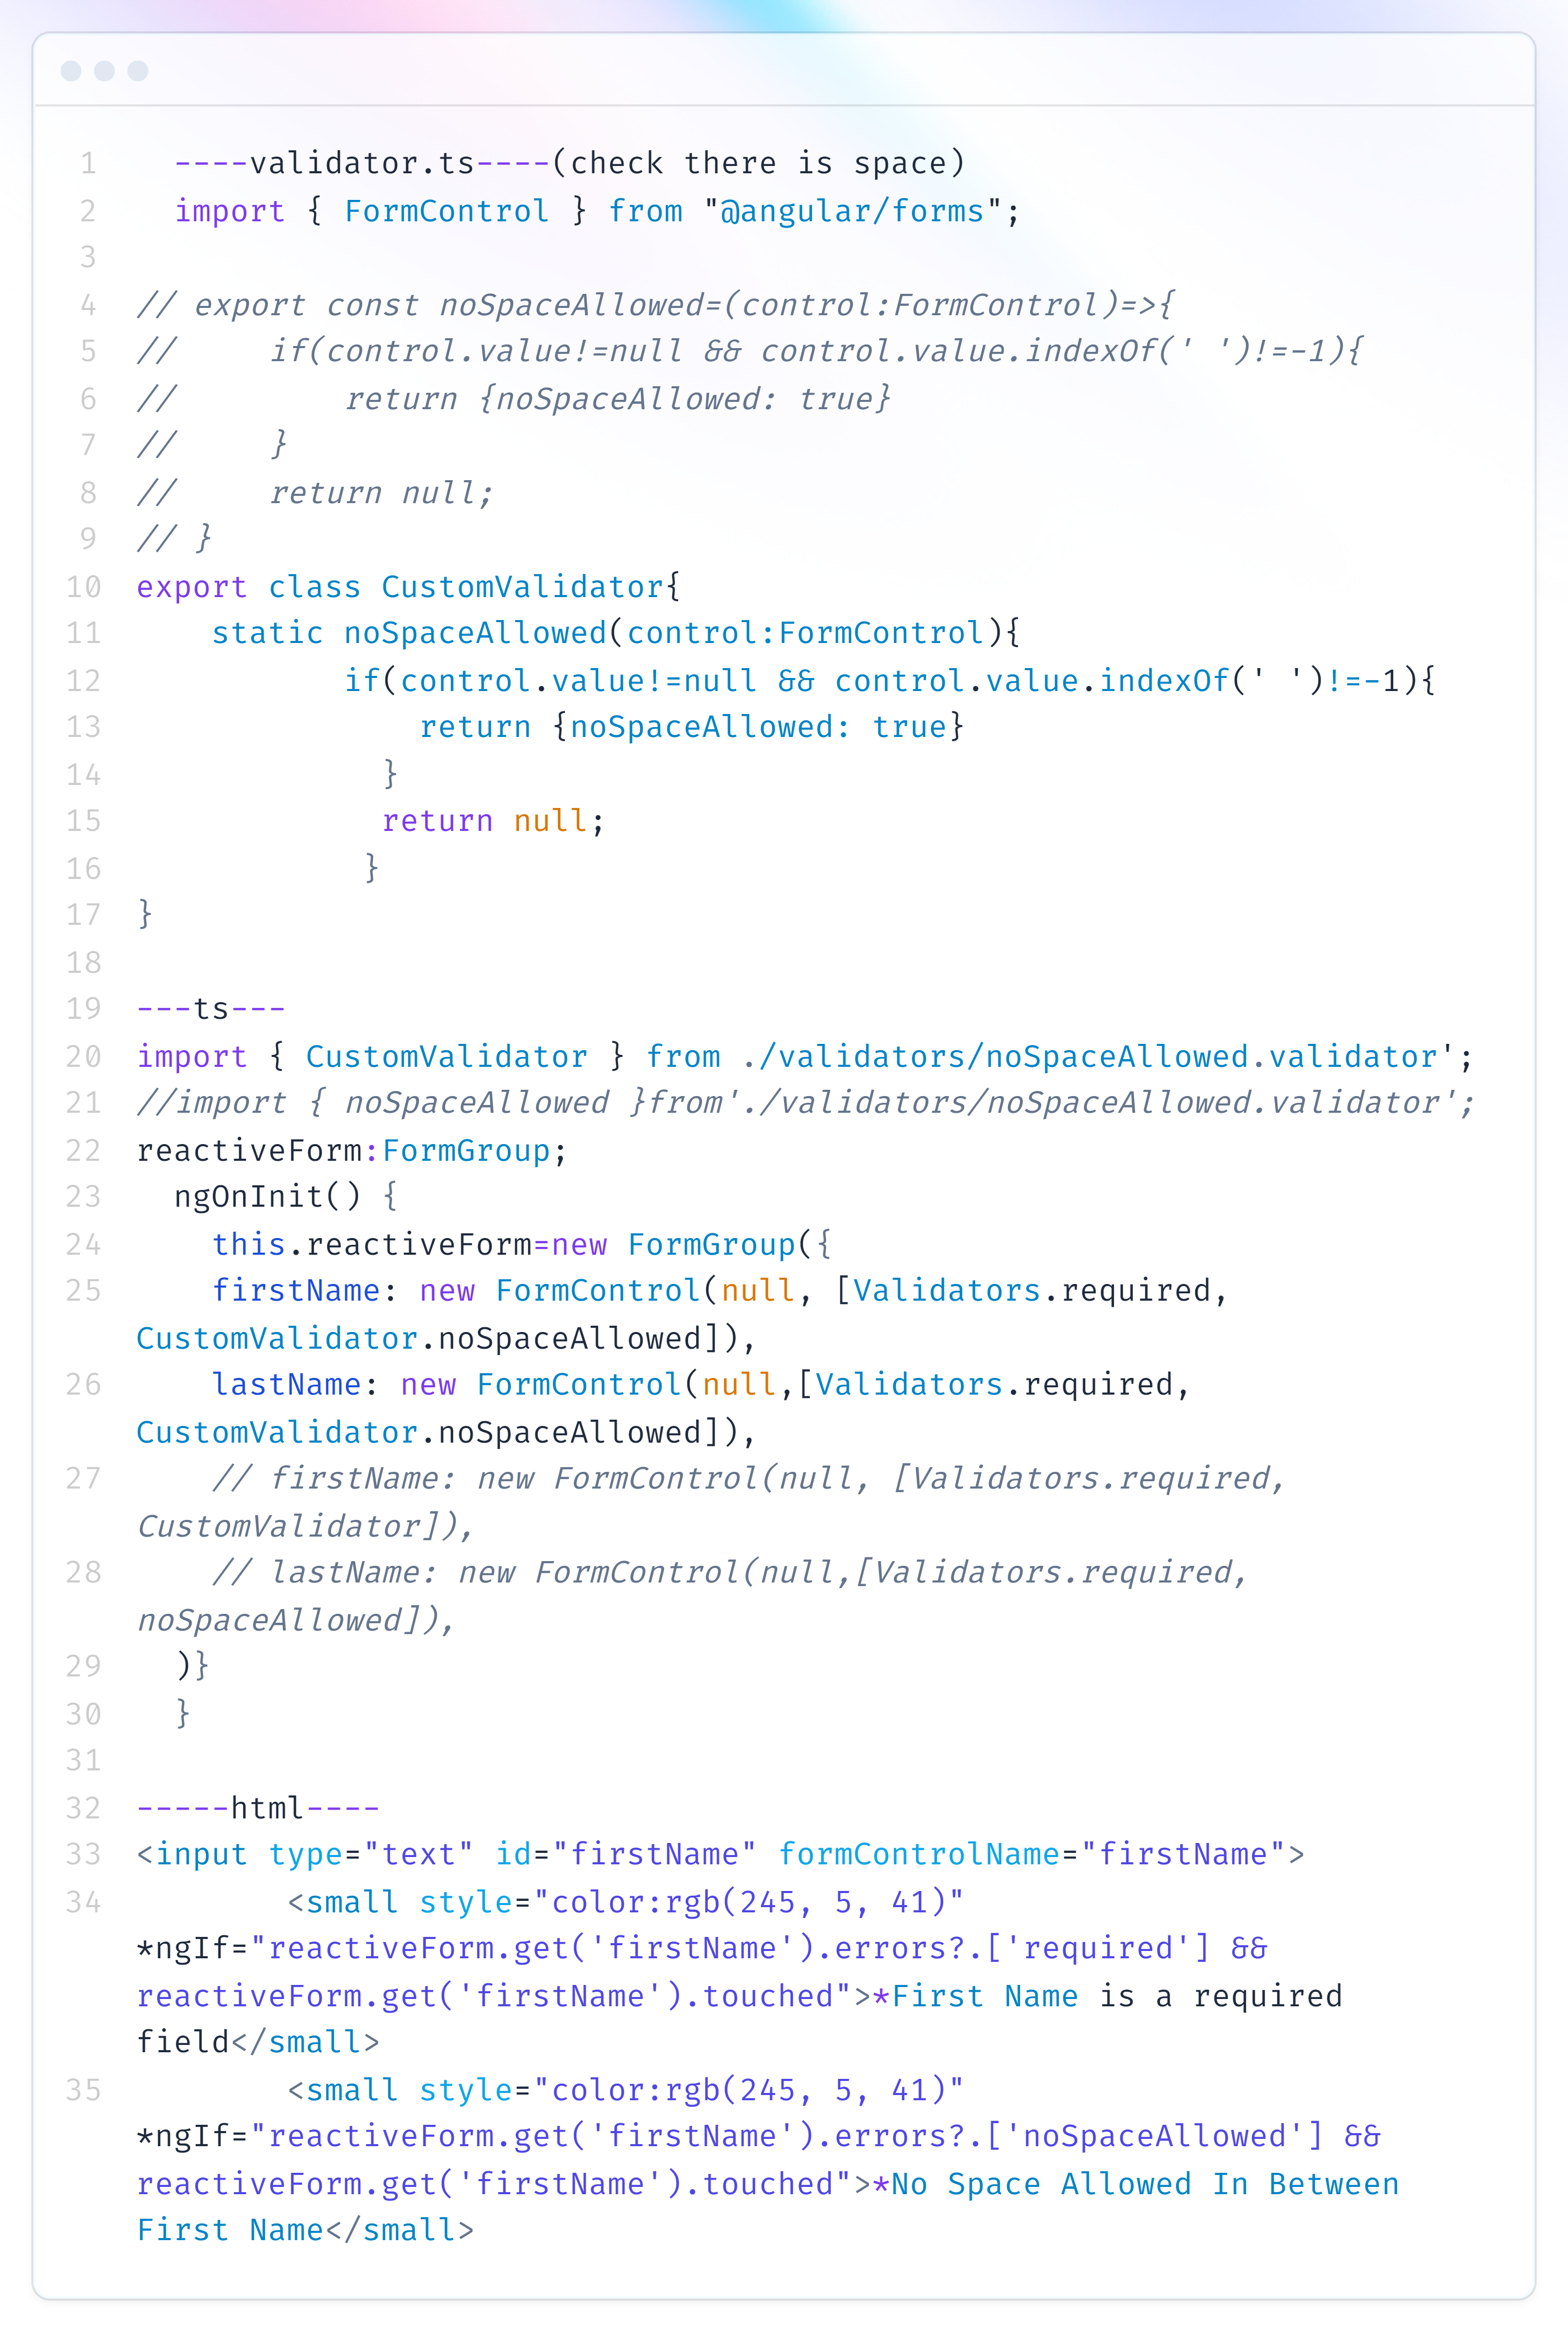 1 ----validator.ts----(check there is space)
2 import { FormControl } from "@angular/forms";
3
4 // export const noSpaceAllowed=(control:FormControl)=>{
5 //     if(control.value!=null && control.value.indexOf(' ')!=-1){
6 //         return {noSpaceAllowed: true}
7 //     }
8 //     return null;
9 // }
10 export class CustomValidator{
11     static noSpaceAllowed(control:FormControl){
12            if(control.value!=null && control.value.indexOf(' ')!=-1){
13                return {noSpaceAllowed: true}
14              }
15              return null;
16             }
17 }
18
19 ---ts---
20 import { CustomValidator } from ./validators/noSpaceAllowed.validator';
21 //import { noSpaceAllowed }from'./validators/noSpaceAllowed.validator';
22 reactiveForm:FormGroup;
23   ngOnInit() {
24     this.reactiveForm=new FormGroup({
25     firstName: new FormControl(null, [Validators.required,
CustomValidator.noSpaceAllowed]),
26     lastName: new FormControl(null,[Validators.required,
CustomValidator.noSpaceAllowed]),
27     // firstName: new FormControl(null, [Validators.required,
CustomValidator]),
28     // lastName: new FormControl(null,[Validators.required,
noSpaceAllowed]),
29   )}
30   }
31
32 -----html----
33 <input type="text" id="firstName" formControlName="firstName">
34         <small style="color:rgb(245, 5, 41)"
*ngIf="reactiveForm.get('firstName').errors?.['required'] &&
reactiveForm.get('firstName').touched">*First Name is a required
field</small>
35         <small style="color:rgb(245, 5, 41)"
*ngIf="reactiveForm.get('firstName').errors?.['noSpaceAllowed'] &&
reactiveForm.get('firstName').touched">*No Space Allowed In Between
First Name</small>